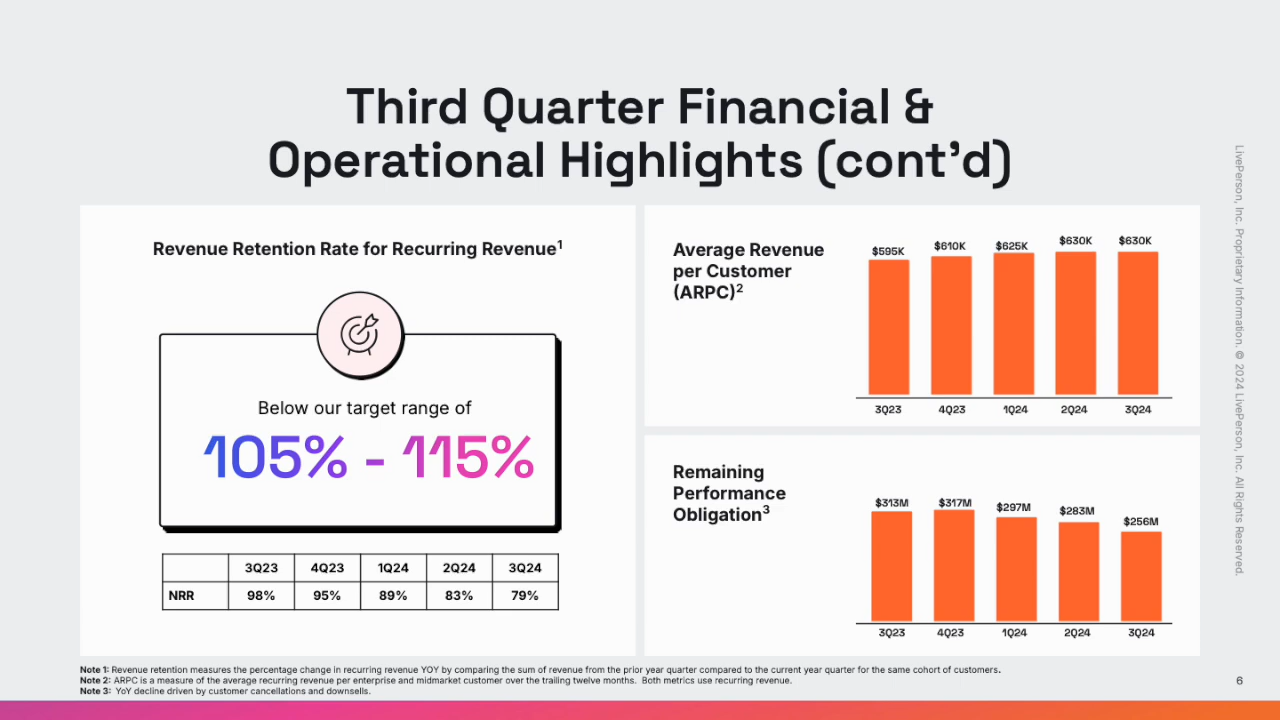 Third Quarter Financial &
Operational Highlights (cont’d)
Revenue Retention Rate for Recurring Revenue1
Below our target range of
105% - 115%
3Q23 4Q23 1Q24 2Q24 3Q24
NRR 98% 95% 89% 83% 79%
Average Revenue
per Customer
(ARPC)2
$595K $610K $625K $630K $630K
3Q23 4Q23 1Q24 2Q24 3Q24
Remaining
Performance
Obligation3
$313M $317M $297M $283M $256M
3Q23 4Q23 1Q24 2Q24 3Q24
Note 1: Revenue retention measures the percentage change in recurring revenue YOY by comparing the sum of revenue from the prior year quarter compared to the current year quarter for the same cohort of customers.
Note 2: ARPC is a measure of the average recurring revenue per enterprise and midmarket customer over the trailing twelve months. Both metrics use recurring revenue.
Note 3: YoY decline driven by customer cancellations and downsells.
LivePerson, Inc. Proprietary Information. © 2024 LivePerson, Inc. All Rights Reserved.
6